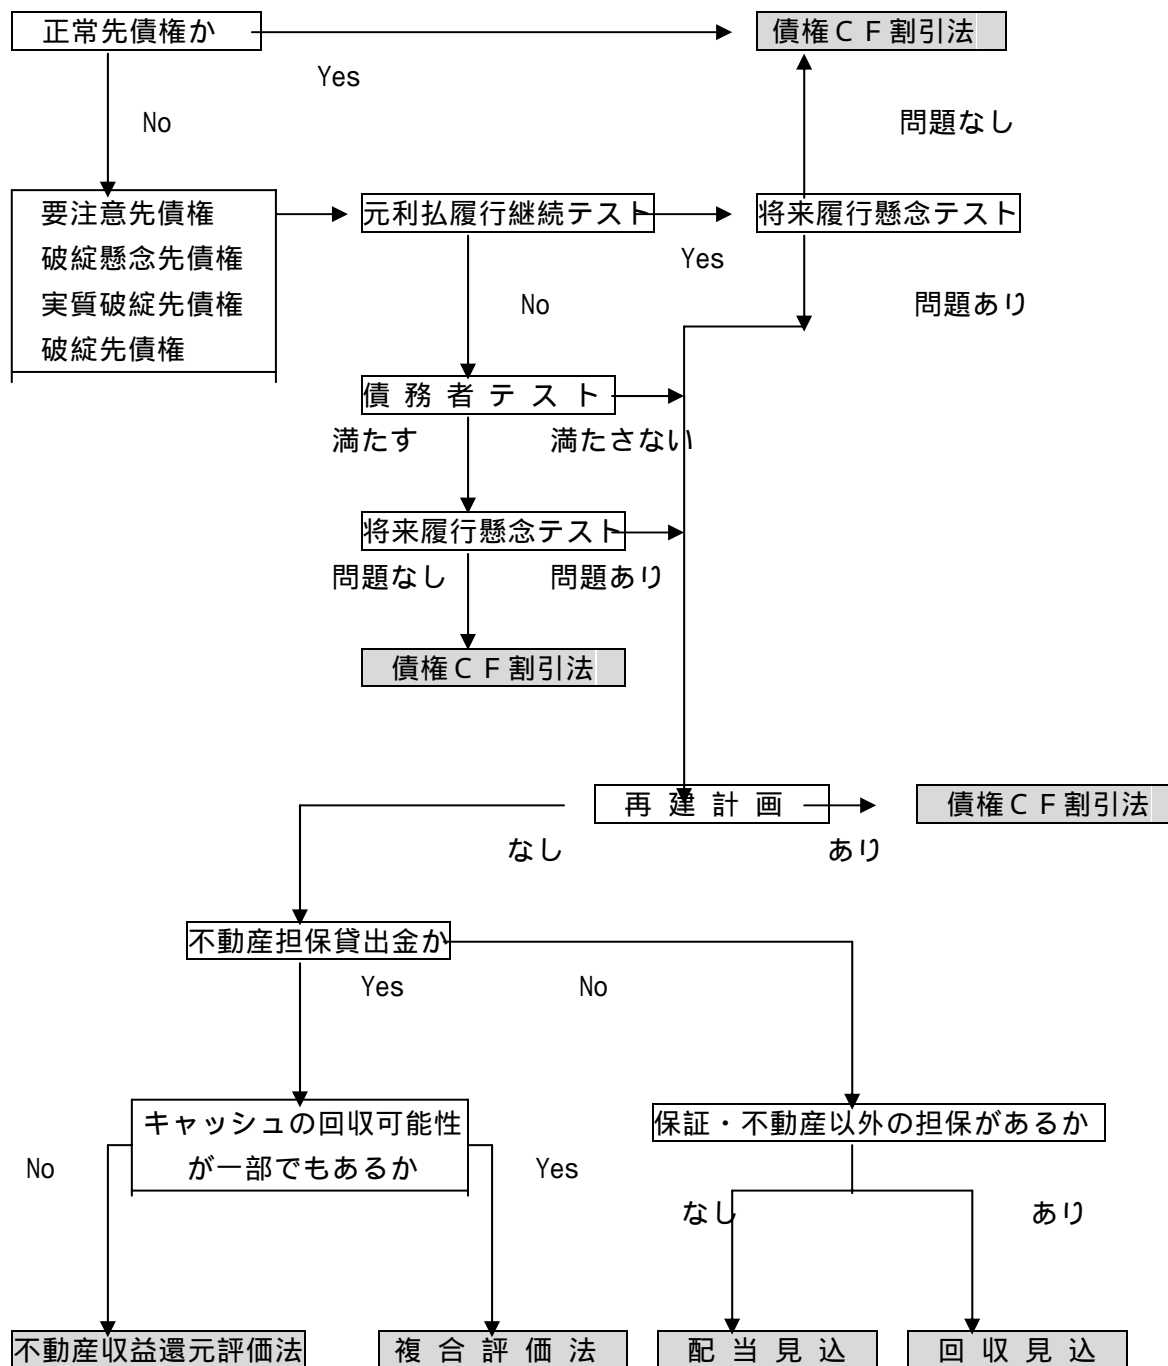 正常先債権か
債権ＣＦ割引法
Yes
No
問題なし
要注意先債権
元利払履行継続テスト
将来履行懸念テスト
破綻懸念先債権
Yes
実質破綻先債権
No
問題あり
破綻先債権
債務者テスト
満たす
満たさない
将来履行懸念テスト
問題なし
問題あり
債権ＣＦ割引法
再建計画
債権ＣＦ割引法
なし
あり
不動産担保貸出金か
Yes
No
キャッシュの回収可能性
が一部でもあるか
保証・不動産以外の担保があるか
No
Yes
なし
あり
不動産収益還元評価法
複合評価法
配当見込
回収見込